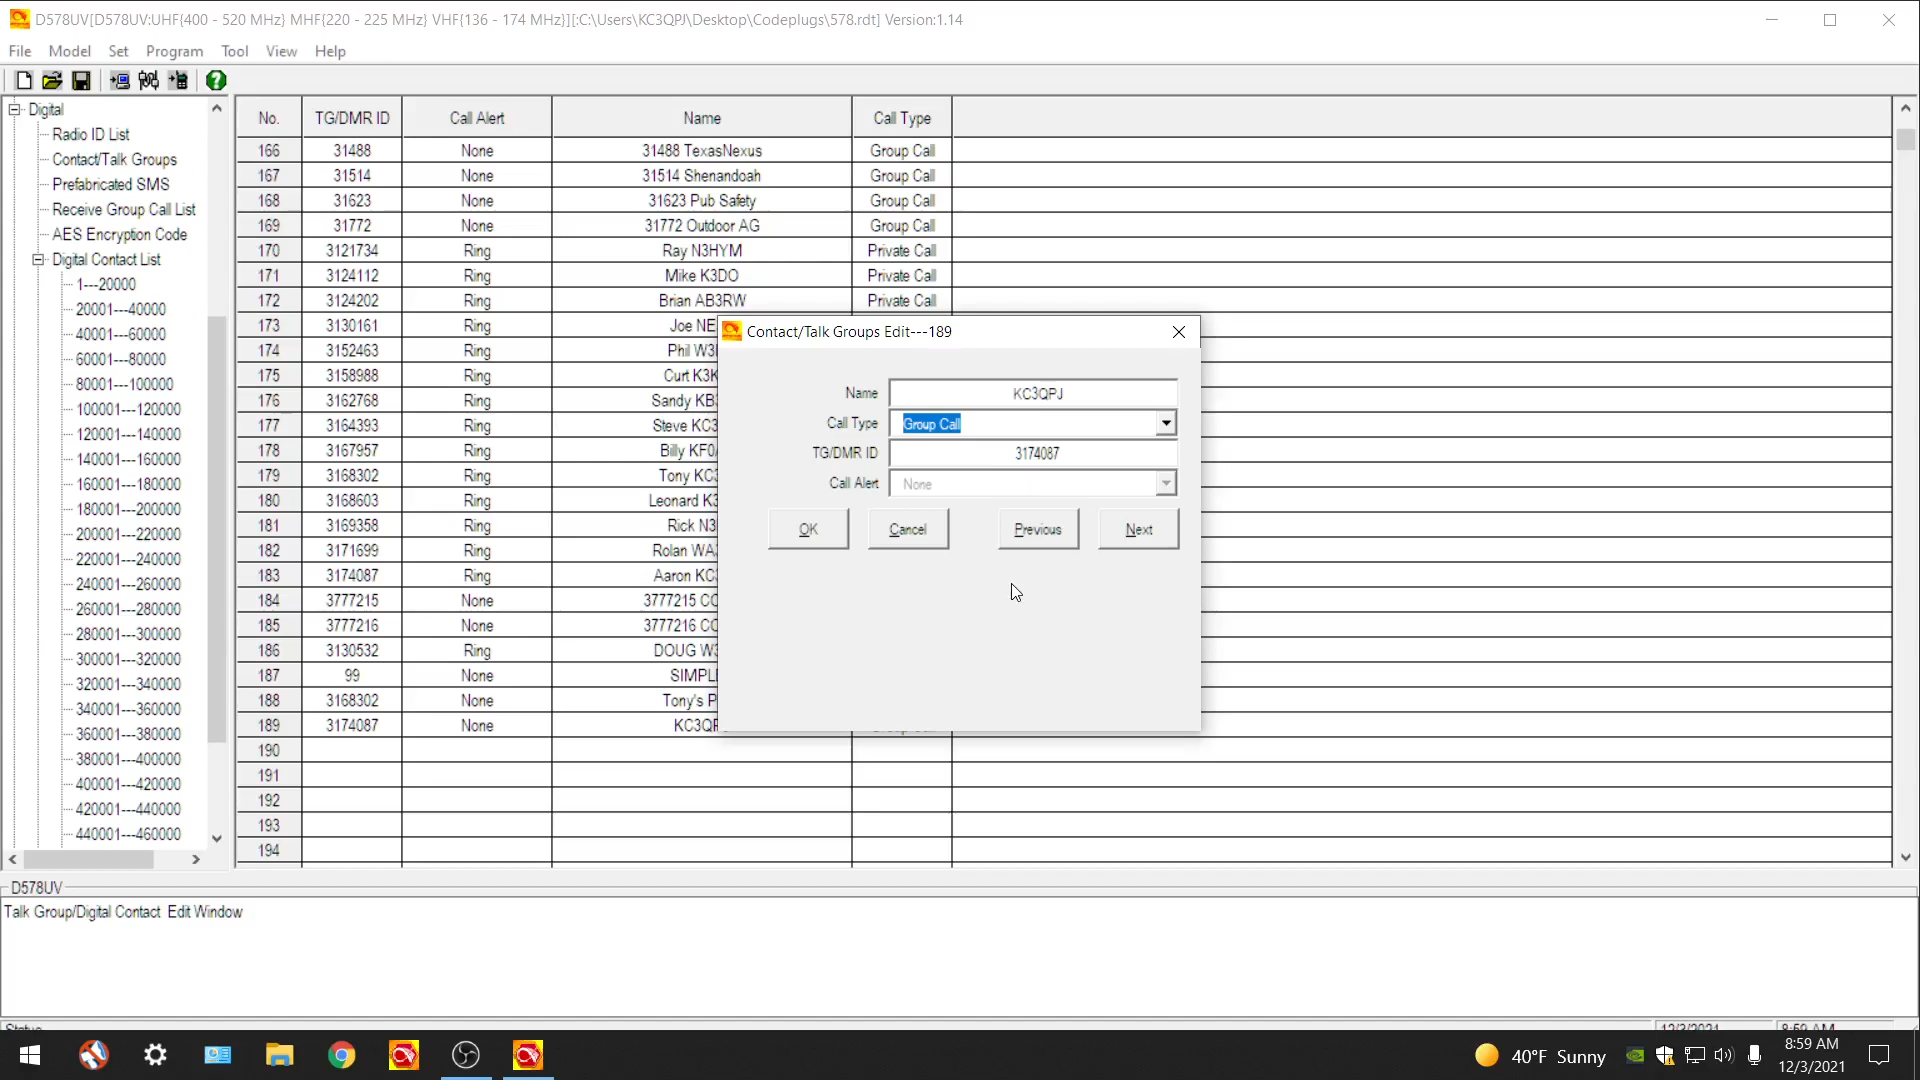 D578UV[D578UV:UHF{400 - 520 MHz} MHF{220 - 225 MHz} VHF{136 - 174 MHz}][:C:\Users\KC3QPJ\Desktop\Codeplugs\578.rdt] Version:1.14
File Model Set Program Tool View Help
Digital
Radio ID List
Contact/Talk Groups
Prefabricated SMS
Receive Group Call List
AES Encryption Code
Digital Contact List
1---20000
20001---40000
40001---60000
60001---80000
80001---100000
100001---120000
120001---140000
140001---160000
160001---180000
180001---200000
200001---220000
220001---240000
240001---260000
260001---280000
280001---300000
300001---320000
320001---340000
340001---360000
360001---380000
380001---400000
400001---420000
420001---440000
440001---460000
No. TG/DMR ID Call Alert Name Call Type
166 31488 None 31488 TexasNexus Group Call
167 31514 None 31514 Shenandoah Group Call
168 31623 None 31623 Pub Safety Group Call
169 31772 None 31772 Outdoor AG Group Call
170 3121734 Ring Ray N3HYM Private Call
171 3124112 Ring Mike K3DO Private Call
172 3124202 Ring Brian AB3RW Private Call
173 3130161 Ring Joe NE
174 3152463 Ring Phil
175 3158988 Ring Curt
176 3162768 Ring Sandy
177 3164393 Ring Steve
178 3167957 Ring Billy
179 3168302 Ring Tony
180 3168603 Ring Leonard
181 3169358 Ring Rick
182 3171699 Ring Rolan
183 3174087 Ring Aaron
184 3777215 None 3777215
185 3777216 None 3777216
186 3130532 Ring DOUG
187 99 None SIMPL
188 3168302 None Tony's
189 3174087 None
190
191
192
193
194
Contact/Talk Groups Edit---189
Name KC3QPJ
Call Type Group Call
TG/DMR ID 3174087
Call Alert None
OK Cancel Previous Next
D578UV
Talk Group/Digital Contact Edit Window
40°F Sunny
8:59 AM
12/3/2021